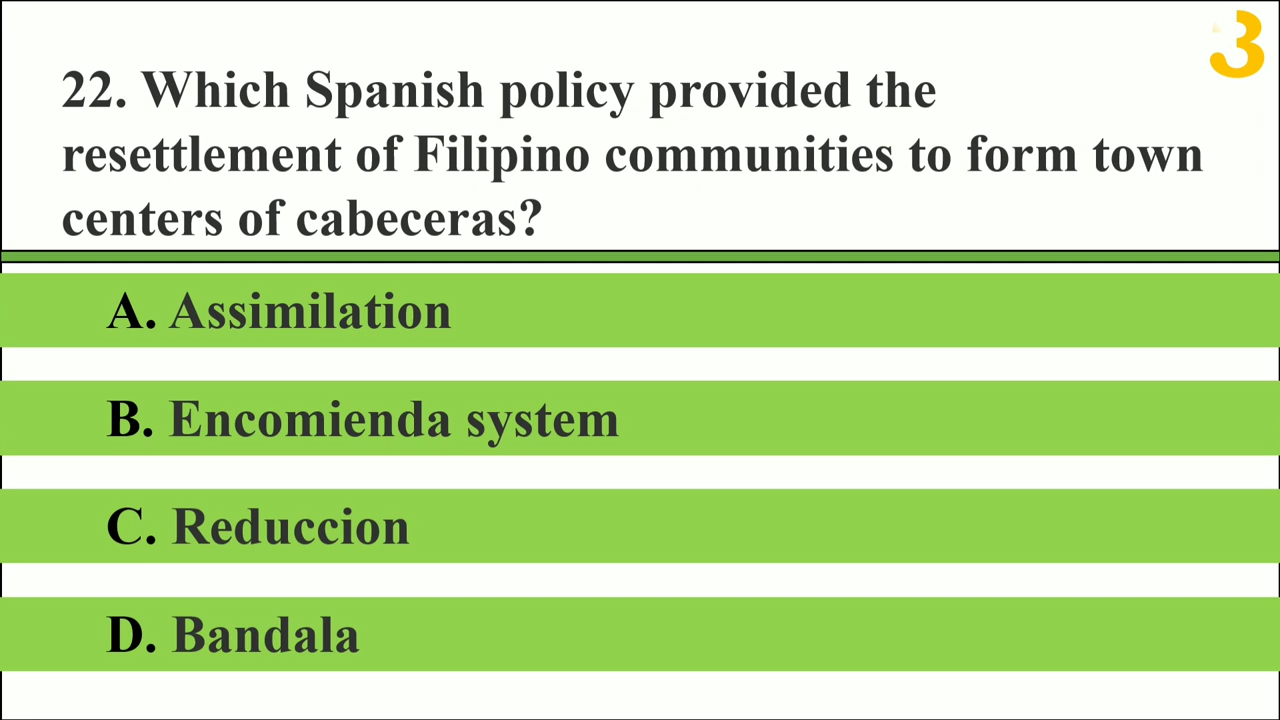 3
22. Which Spanish policy provided the
resettlement of Filipino communities to form town
centers of cabeceras?
A. Assimilation
B. Encomienda system
C. Reduccion
D. Bandala